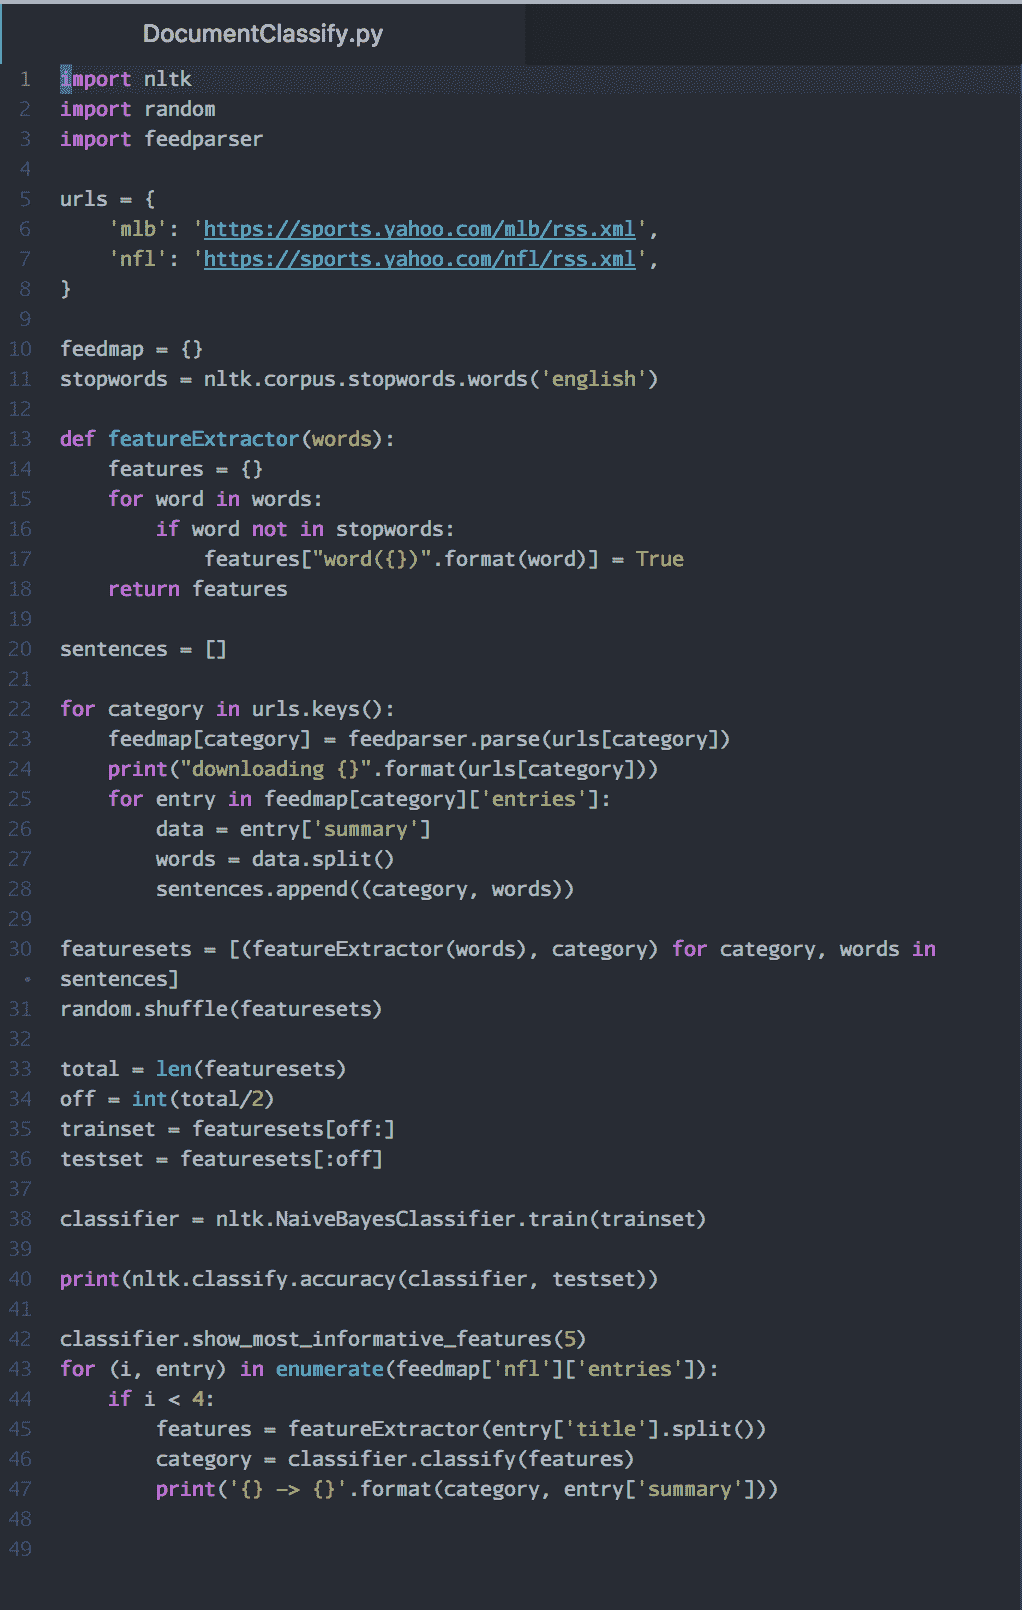 DocumentClassify.py
1 import nltk
2 import random
3 import feedparser
4
5 urls = {
6     'mlb': 'https://sports.yahoo.com/mlb/rss.xml',
7     'nfl': 'https://sports.yahoo.com/nfl/rss.xml',
8 }
9
10 feedmap = {}
11 stopwords = nltk.corpus.stopwords.words('english')
12
13 def featureExtractor(words):
14     features = {}
15     for word in words:
16         if word not in stopwords:
17             features["word({})".format(word)] = True
18     return features
19
20 sentences = []
21
22 for category in urls.keys():
23     feedmap[category] = feedparser.parse(urls[category])
24     print("downloading {}".format(urls[category]))
25     for entry in feedmap[category]['entries']:
26         data = entry['summary']
27         words = data.split()
28         sentences.append((category, words))
29
30 featuresets = [(featureExtractor(words), category) for category, words in
• sentences]
31 random.shuffle(featuresets)
32
33 total = len(featuresets)
34 off = int(total/2)
35 trainset = featuresets[off:]
36 testset = featuresets[:off]
37
38 classifier = nltk.NaiveBayesClassifier.train(trainset)
39
40 print(nltk.classify.accuracy(classifier, testset))
41
42 classifier.show_most_informative_features(5)
43 for (i, entry) in enumerate(feedmap['nfl']['entries']):
44     if i < 4:
45         features = featureExtractor(entry['title'].split())
46         category = classifier.classify(features)
47         print('{} -> {}'.format(category, entry['summary']))
48
49